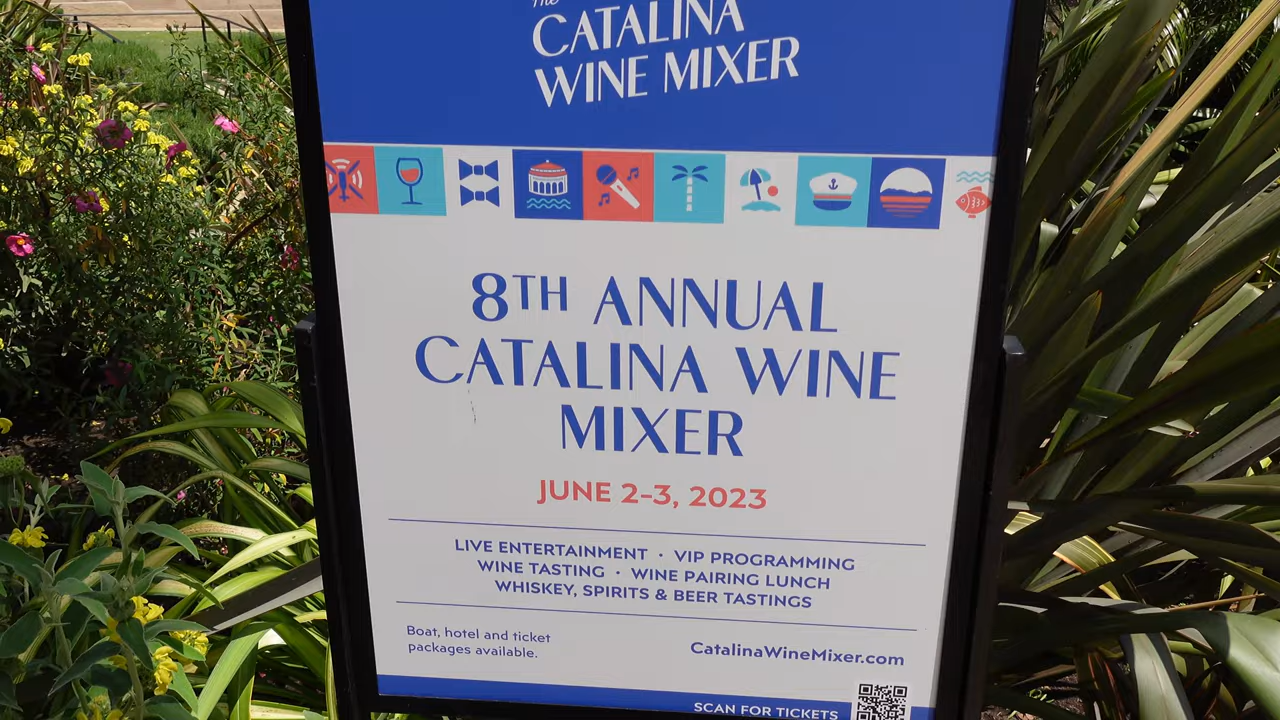 The
CATALINA
WINE MIXER
8TH ANNUAL
CATALINA WINE
MIXER
JUNE 2-3, 2023
LIVE ENTERTAINMENT · VIP PROGRAMMING
WINE TASTING · WINE PAIRING LUNCH
WHISKEY, SPIRITS & BEER TASTINGS
Boat, hotel and ticket
packages available.
CatalinaWineMixer.com
SCAN FOR TICKETS